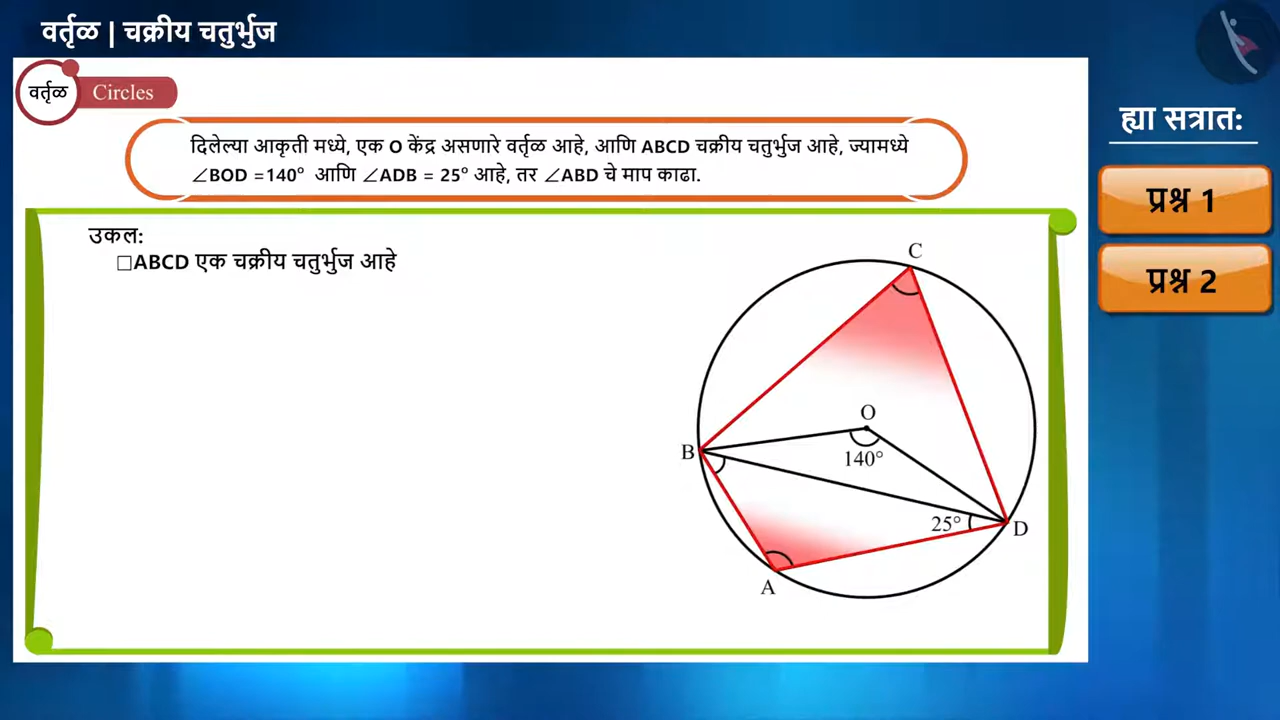 वर्तृळ | चक्रीय चतुर्भुज
वर्तृळ Circles
ह्या सत्रात:
दिलेल्या आकृती मध्ये, एक O केंद्र असणारे वर्तृळ आहे, आणि ABCD चक्रीय चतुर्भुज आहे, ज्यामध्ये
∠BOD =140° आणि ∠ADB = 25° आहे, तर ∠ABD चे माप काढा.
प्रश्न 1
प्रश्न 2
उकल:
□ABCD एक चक्रीय चतुर्भुज आहे
C
O
B
140°
25°
D
A